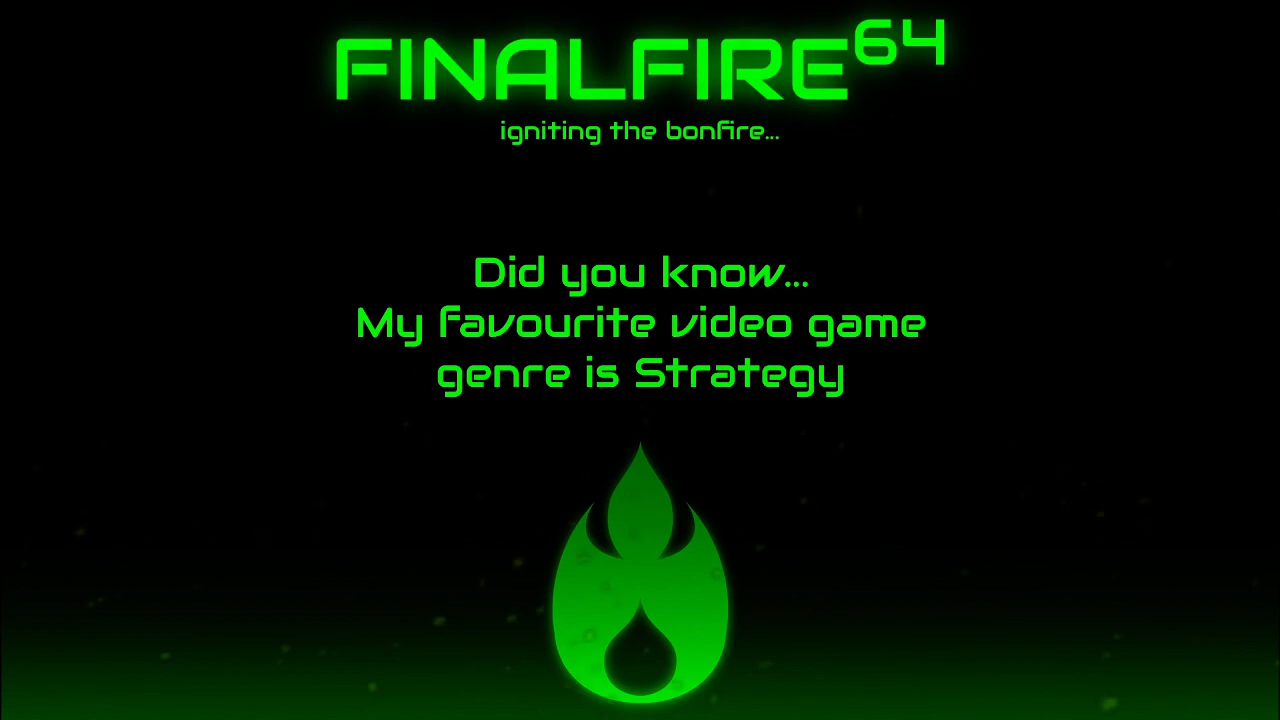 FINALFIRE64
igniting the bonfire...
Did you know...
My favourite video game
genre is Strategy